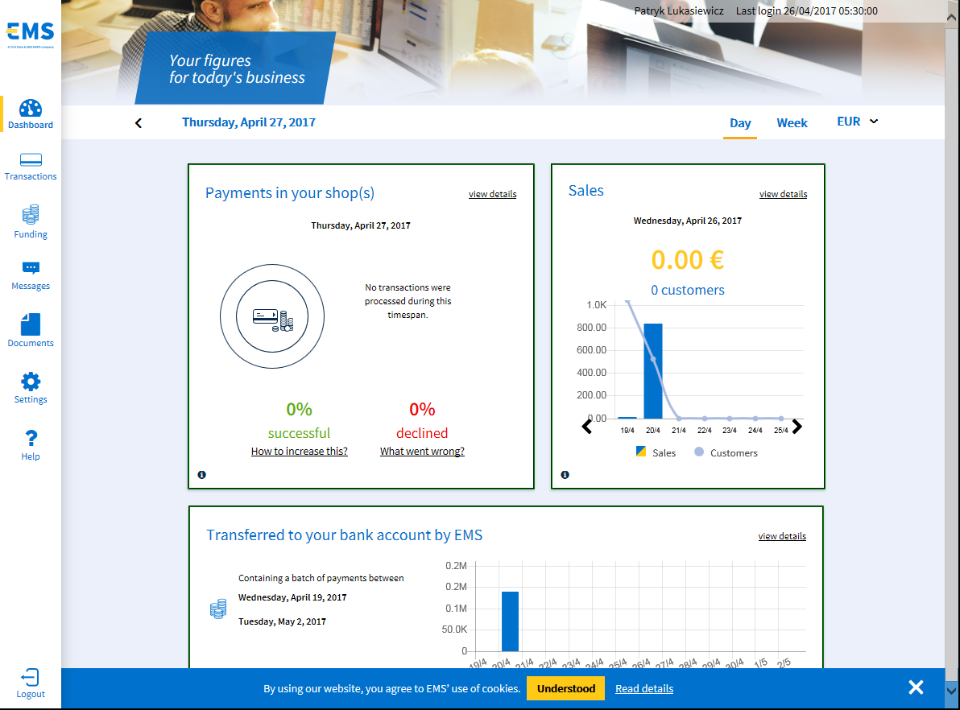 Patryk Lukasiewicz Last login 26/04/2017 05:30:00
EMS
Your figures
for today's business
Dashboard
Transactions
Funding
Messages
Documents
Settings
Help
Logout
Thursday, April 27, 2017
Day Week EUR
Payments in your shop(s)
view details
Thursday, April 27, 2017
No transactions were
processed during this
timespan.
0%
successful
How to increase this?
0%
declined
What went wrong?
Sales
view details
Wednesday, April 26, 2017
0.00 €
0 customers
1.0K
800.00
600.00
400.00
200.00
0.00
19/4 20/4 21/4 22/4 23/4 24/4 25/4
Sales Customers
Transferred to your bank account by EMS
view details
Containing a batch of payments between
Wednesday, April 19, 2017
Tuesday, May 2, 2017
0.2M
0.2M
0.1M
50.0K
0
19/4 20/4 21/4 22/4 23/4 24/4 25/4 26/4 27/4 28/4 29/4 30/4 1/5 2/5
By using our website, you agree to EMS' use of cookies. Understood Read details